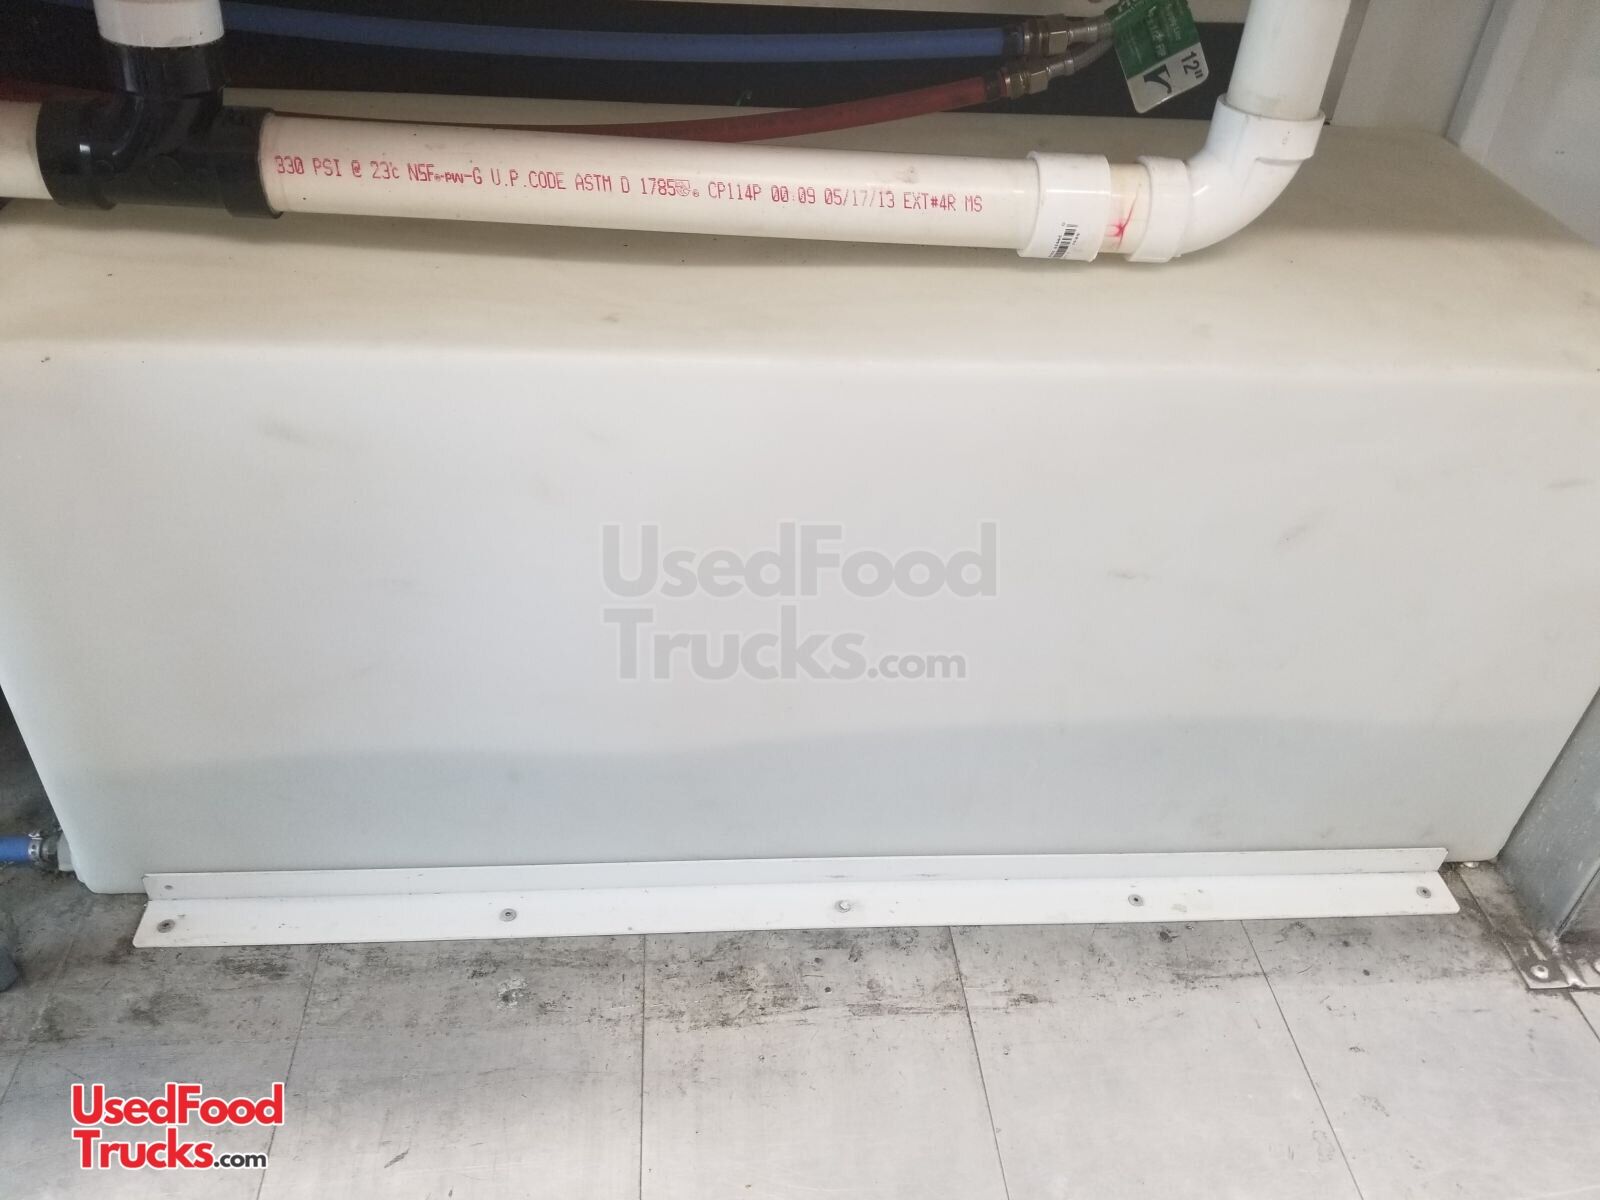 12"
330 PSI @ 23°c NSF®-pw-G U.P.CODE ASTM D 1785 ® CP114P 00:09 05/17/13 EXT#4R MS
UsedFood
Trucks.com
UsedFood
Trucks.com